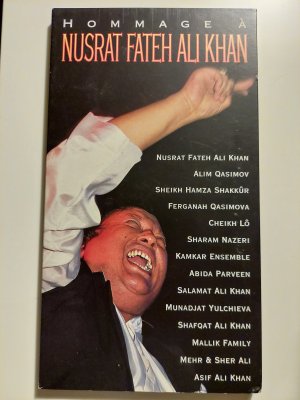 HOMMAGE À
NUSRAT FATEH ALI KHAN
NUSRAT FATEH ALI KHAN
ALIM QASIMOV
SHEIKH HAMZA SHAKKÛR
FERGANAH QASIMOVA
CHEIKH LÔ
SHARAM NAZERI
KAMKAR ENSEMBLE
ABIDA PARVEEN
SALAMAT ALI KHAN
MUNADJAT YULCHIEVA
SHAFQAT ALI KHAN
MALLIK FAMILY
MEHR & SHER ALI
ASIF ALI KHAN